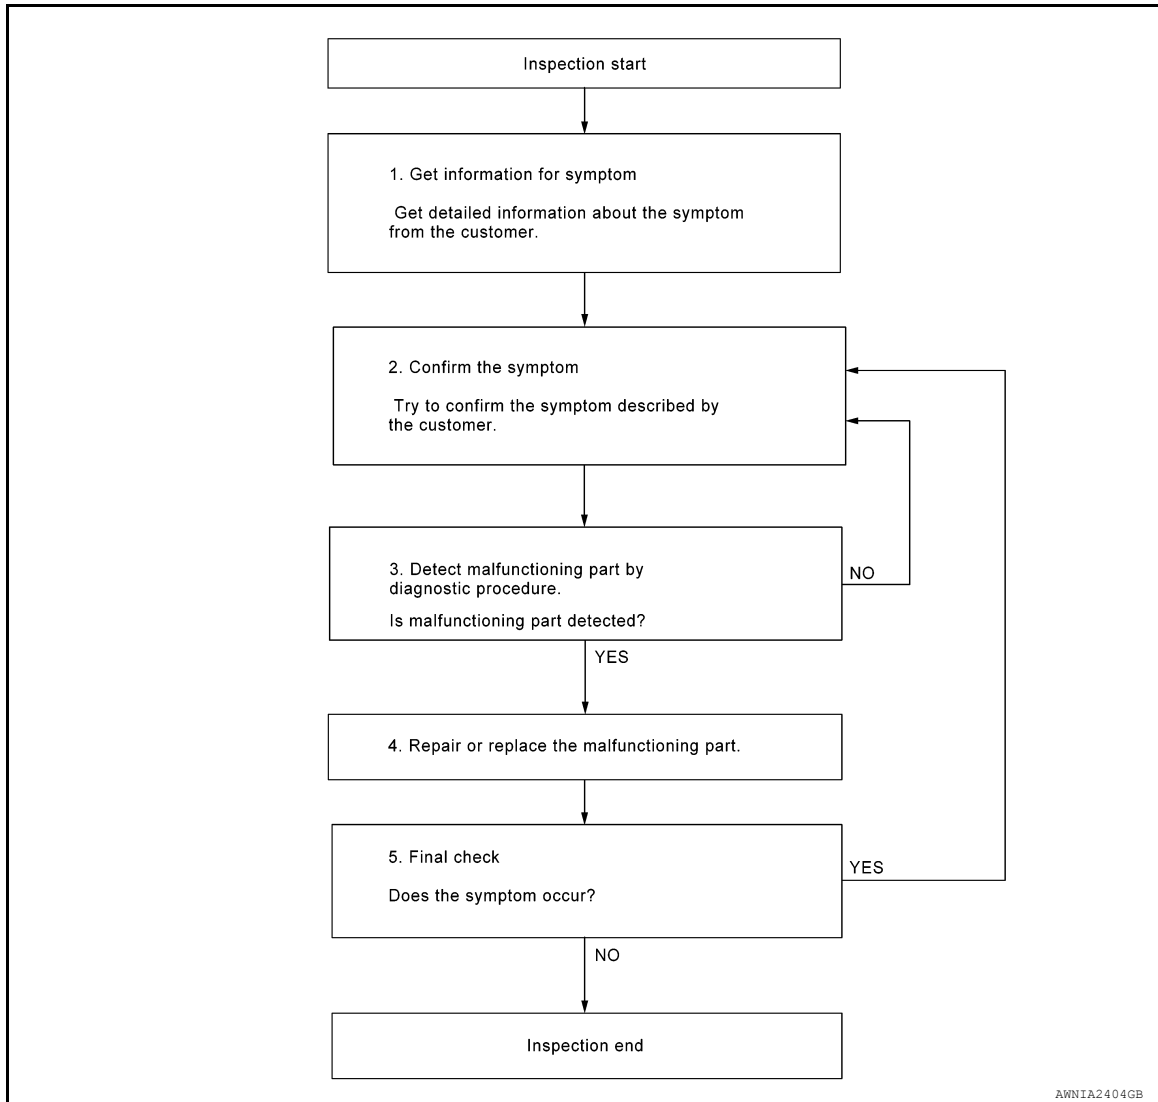 Inspection start
1. Get information for symptom
Get detailed information about the symptom
from the customer.
2. Confirm the symptom
Try to confirm the symptom described by
the customer.
3. Detect malfunctioning part by
diagnostic procedure.
NO
Is malfunctioning part detected?
YES
4. Repair or replace the malfunctioning part.
5. Final check
YES
Does the symptom occur?
NO
Inspection end
AWNIA2404GB